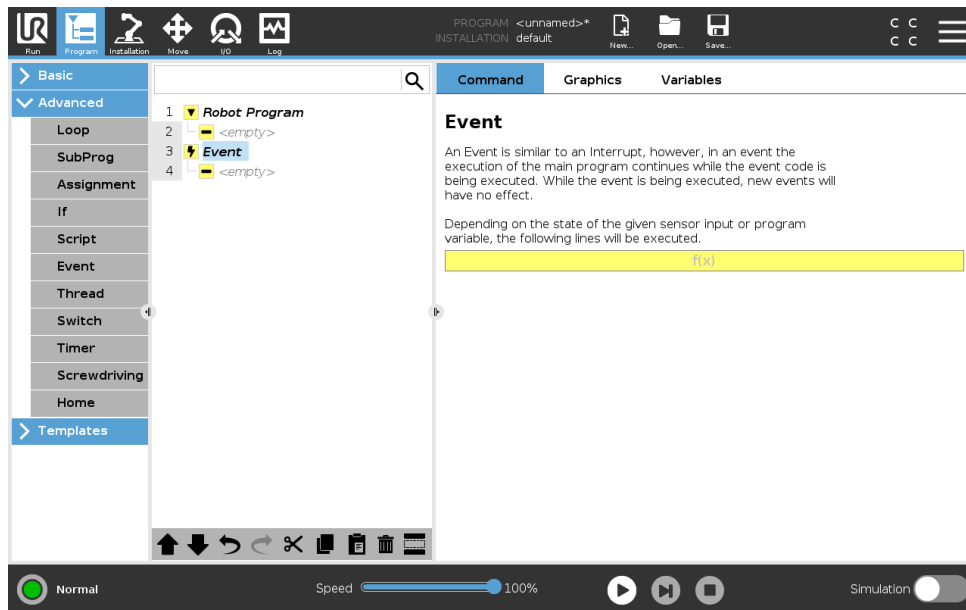 PROGRAM <unnamed>*
INSTALLATION default
UR
Run
Program
Installation
Move
I/O
Log
New...
Open...
Save...
C C
C C
Basic
Advanced
Loop
SubProg
Assignment
If
Script
Event
Thread
Switch
Timer
Screwdriving
Home
Templates
1 Robot Program
2 <empty>
3 Event
4 <empty>
Command Graphics Variables
Event
An Event is similar to an Interrupt, however, in an event the
execution of the main program continues while the event code is
being executed. While the event is being executed, new events will
have no effect.
Depending on the state of the given sensor input or program
variable, the following lines will be executed.
f(x)
Normal
Speed 100%
Simulation